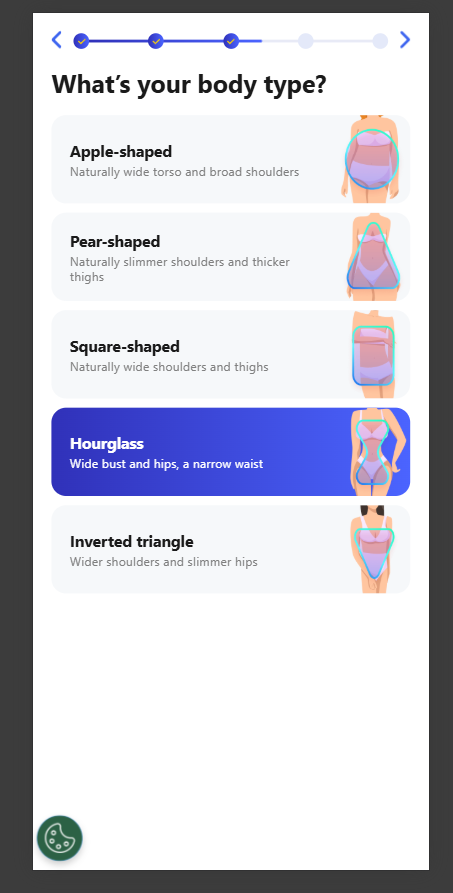 What's your body type?
Apple-shaped
Naturally wide torso and broad shoulders
Pear-shaped
Naturally slimmer shoulders and thicker
thighs
Square-shaped
Naturally wide shoulders and thighs
Hourglass
Wide bust and hips, a narrow waist
Inverted triangle
Wider shoulders and slimmer hips